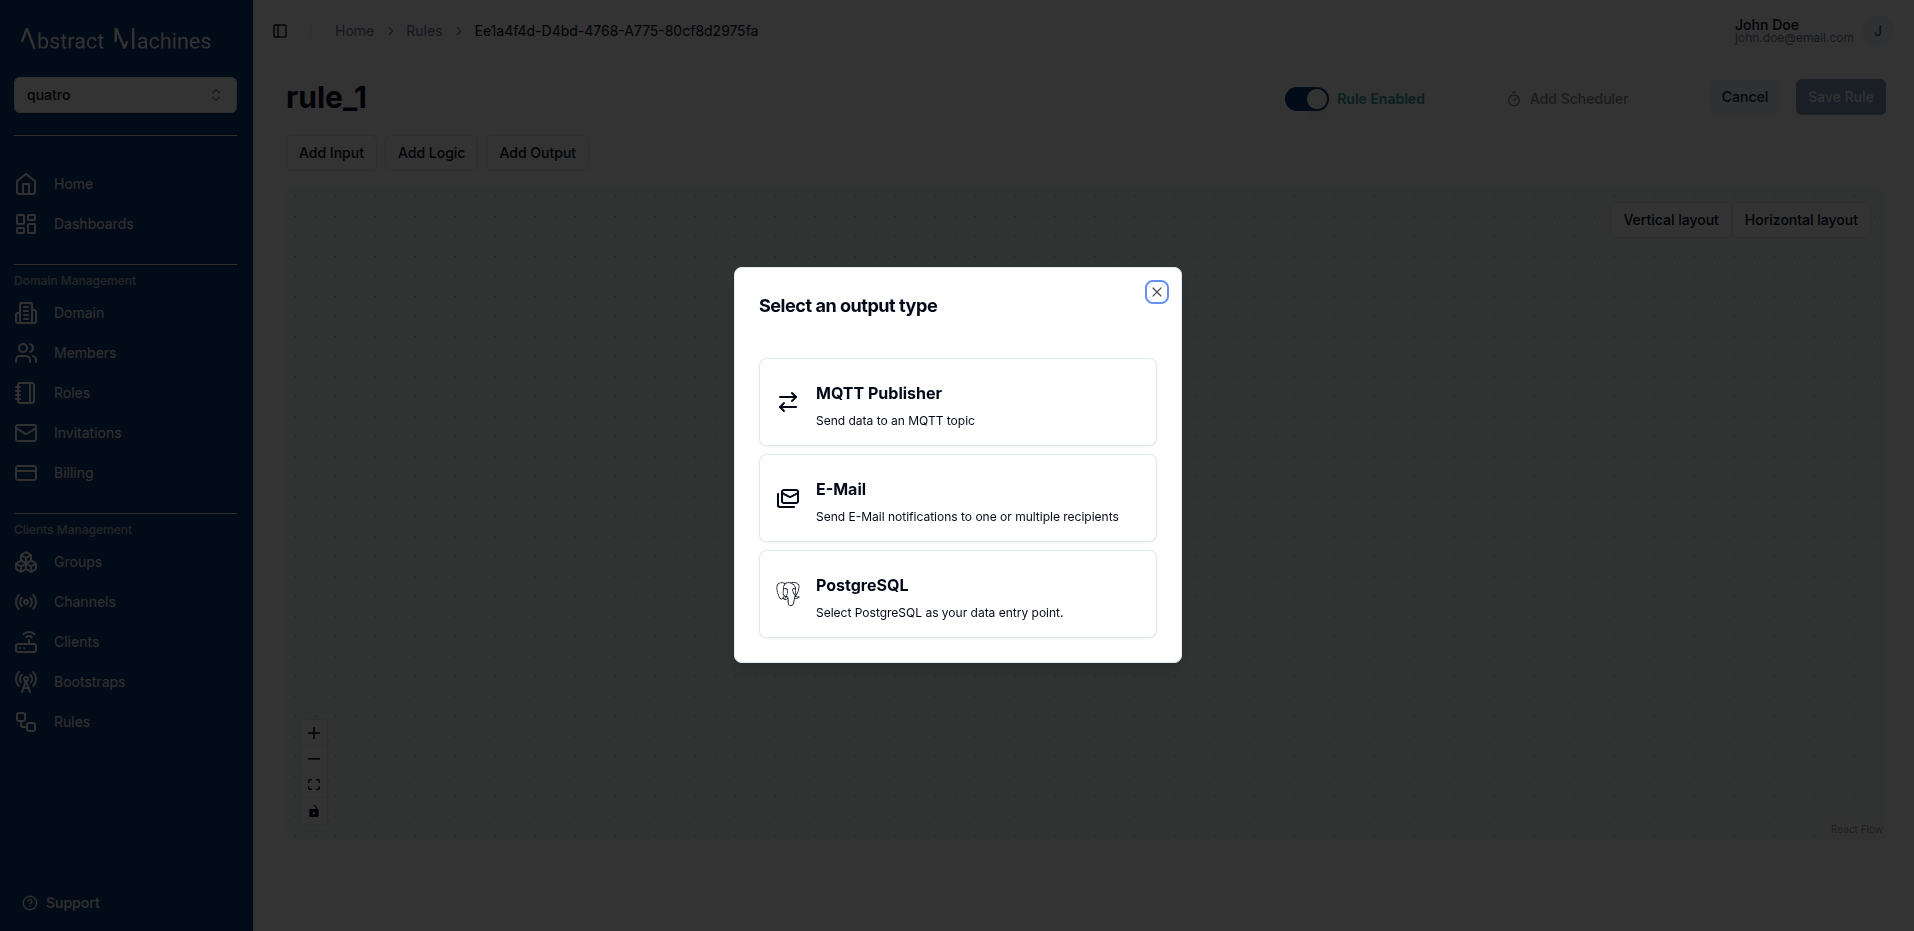 Abstract Machines
quatro
Home
Dashboards
Domain Management
Domain
Members
Roles
Invitations
Billing
Clients Management
Groups
Channels
Clients
Bootstraps
Rules
Support
Home > Rules > Ee1a4f4d-D4bd-4768-A775-80cf8d2975fa
John Doe
john.doe@email.com
J
rule_1
Rule Enabled
Add Scheduler
Cancel
Save Rule
Add Input
Add Logic
Add Output
Vertical layout
Horizontal layout
Select an output type
MQTT Publisher
Send data to an MQTT topic
E-Mail
Send E-Mail notifications to one or multiple recipients
PostgreSQL
Select PostgreSQL as your data entry point.
React Flow